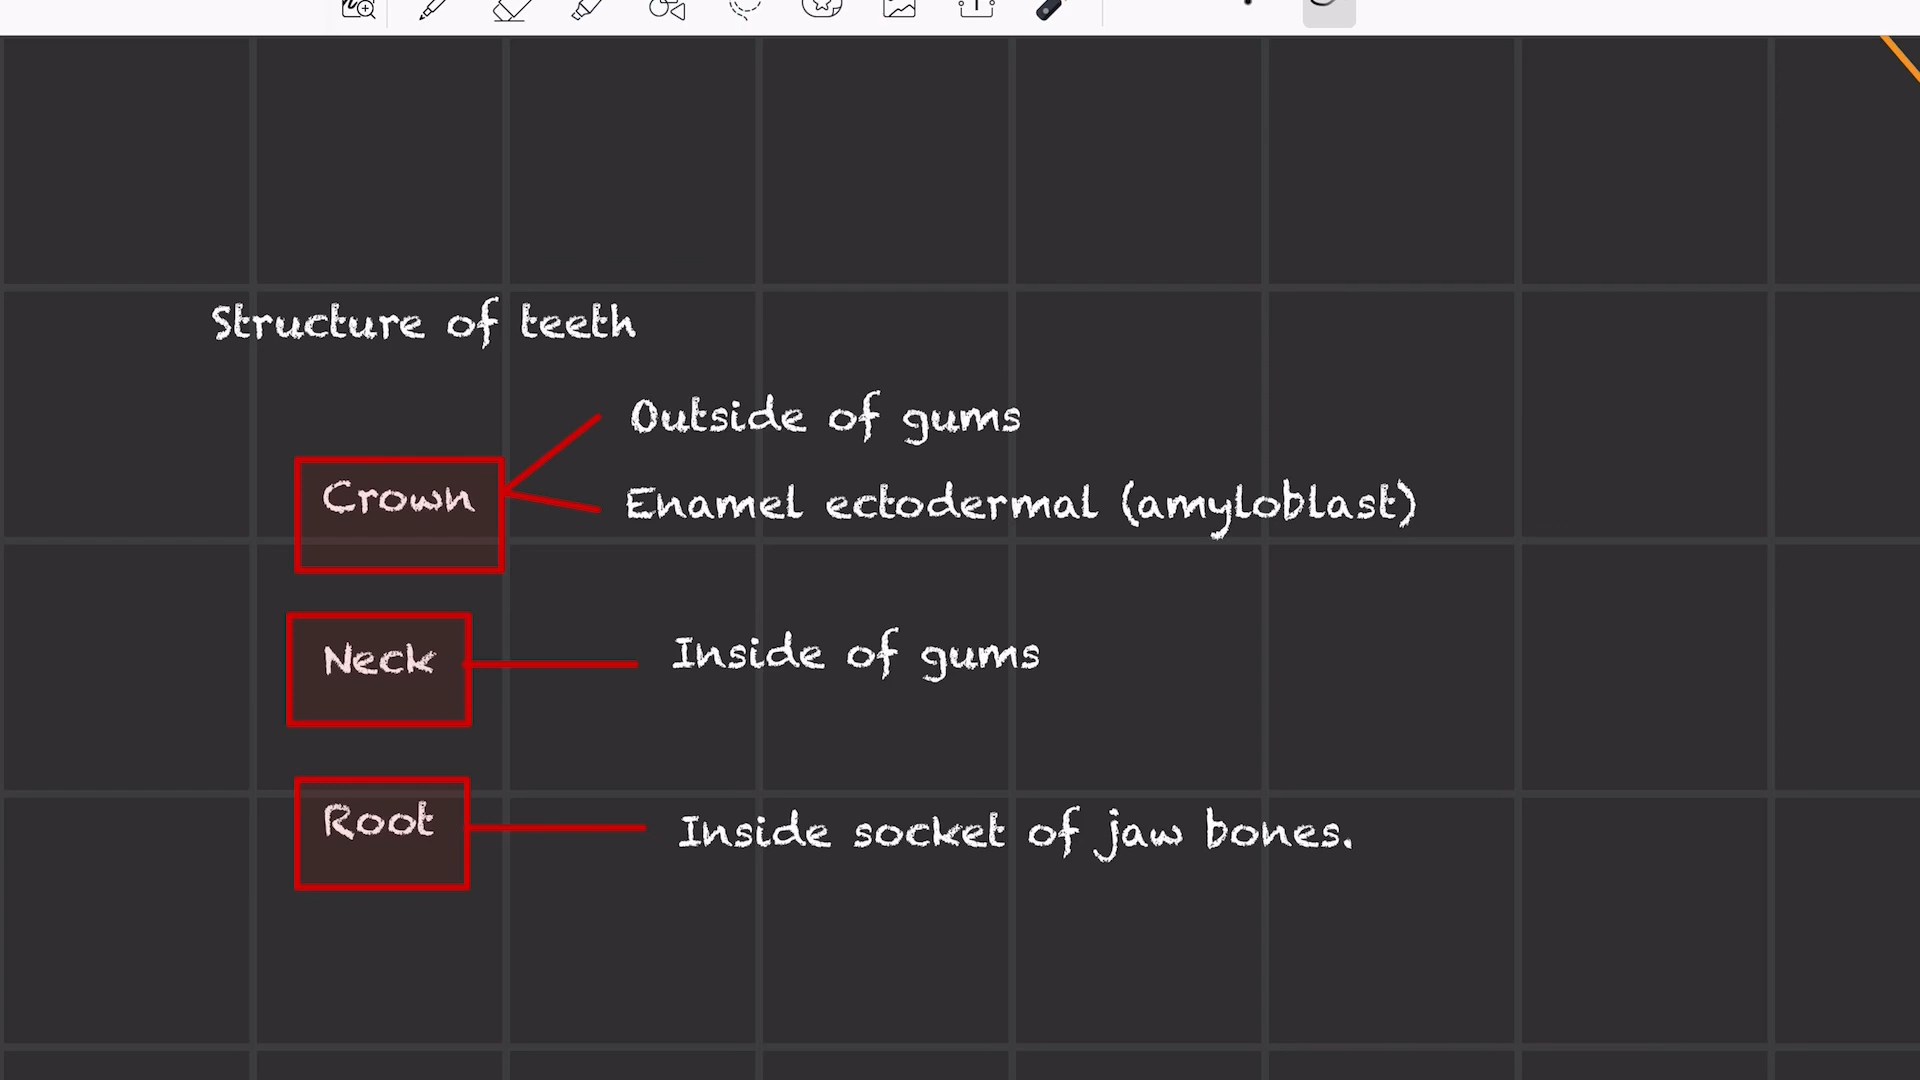 Structure of teeth
Outside of gums
Crown
Enamel ectodermal (amyloblast)
Neck
Inside of gums
Root
Inside socket of jaw bones.